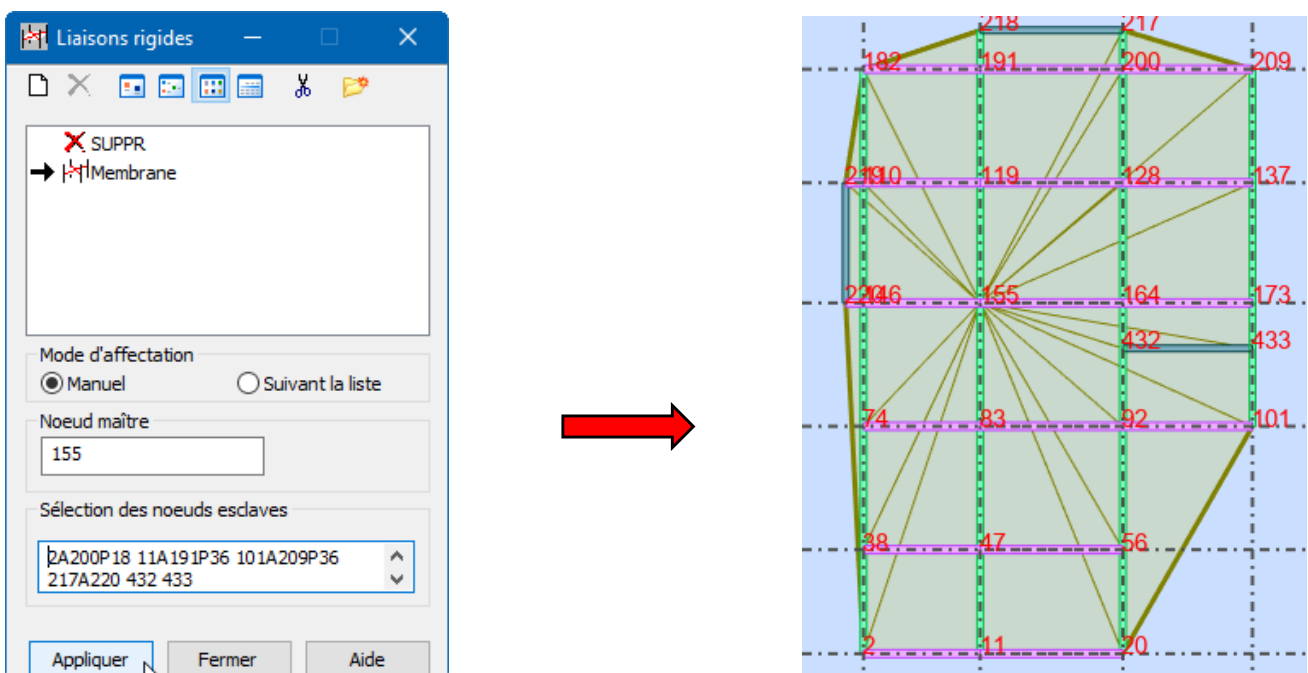 Liaisons rigides
SUPPR
Membrane
Mode d'affectation
Manuel
Suivant la liste
Noeud maître
155
Sélection des noeuds esclaves
2A200P18 11A191P36 101A209P36
217A220 432 433
Appliquer
Fermer
Aide
218 217
182 191 200 209
219 110 119 128 137
220 146 155 164 173
432 433
74 83 92 101
38 47 56
2 11 20